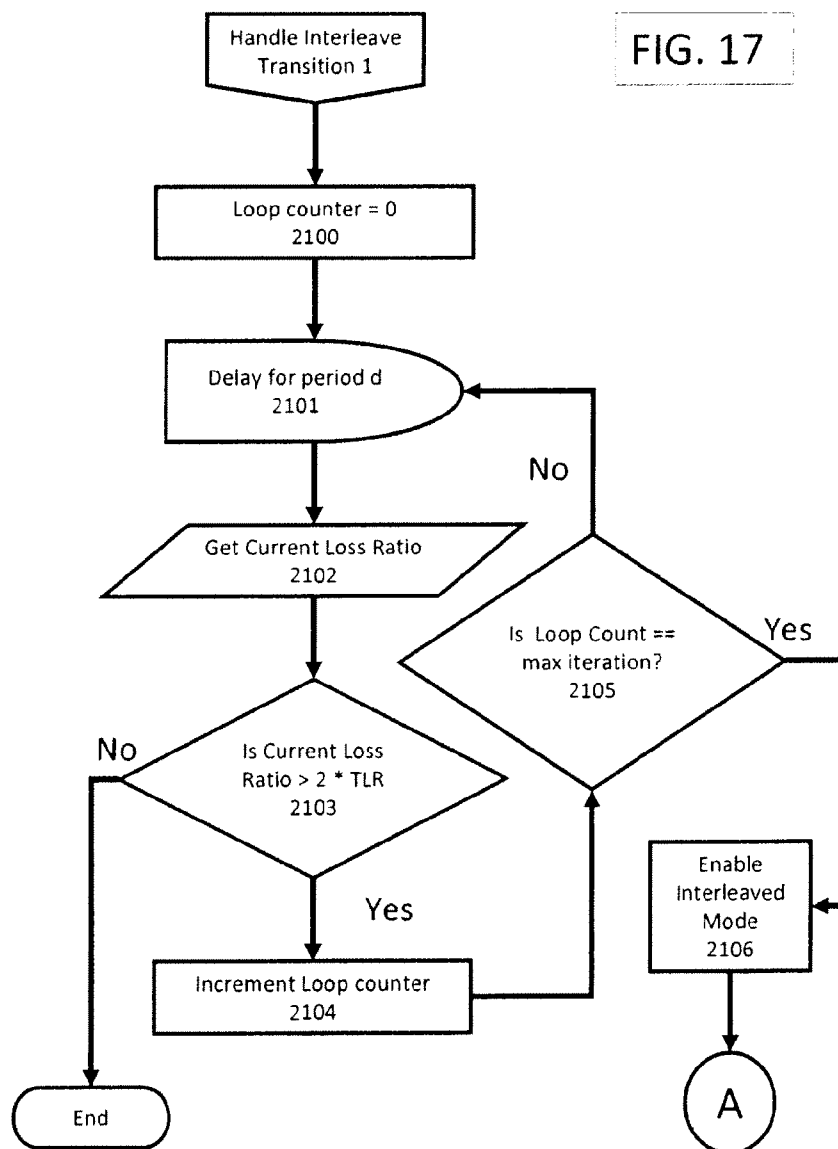 Handle Interleave
Transition 1
FIG. 17
Loop counter = 0
2100
Delay for period d
2101
No
Get Current Loss Ratio
2102
Is Loop Count ==
max iteration?
2105
Yes
No
Is Current Loss
Ratio > 2 * TLR
2103
Yes
Enable
Interleaved
Mode
2106
Increment Loop counter
2104
End
A